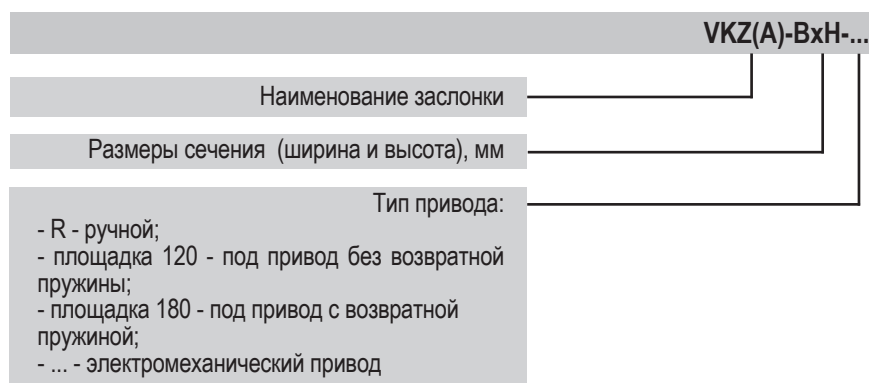 VKZ(A)-BxH-...
Наименование заслонки
Размеры сечения (ширина и высота), мм
Тип привода:
- R - ручной;
- площадка 120 - под привод без возвратной
пружины;
- площадка 180 - под привод с возвратной
пружиной;
- ... - электромеханический привод